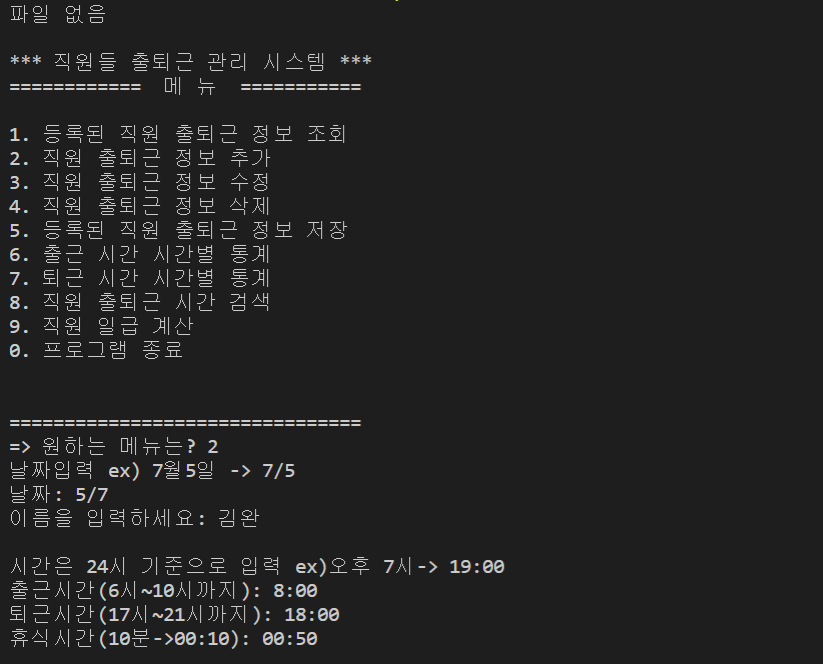 파일 없음
*** 직원들 출퇴근 관리 시스템 ***
============ 메 뉴 ===========
1. 등록된 직원 출퇴근 정보 조회
2. 직원 출퇴근 정보 추가
3. 직원 출퇴근 정보 수정
4. 직원 출퇴근 정보 삭제
5. 등록된 직원 출퇴근 정보 저장
6. 출근 시간 시간별 통계
7. 퇴근 시간 시간별 통계
8. 직원 출퇴근 시간 검색
9. 직원 일급 계산
0. 프로그램 종료
================================
=> 원하는 메뉴는? 2
날짜입력 ex) 7월5일 -> 7/5
날짜: 5/7
이름을 입력하세요: 김완
시간은 24시 기준으로 입력 ex)오후 7시-> 19:00
출근시간(6시~10시까지): 8:00
퇴근시간(17시~21시까지): 18:00
휴식시간(10분->00:10): 00:50